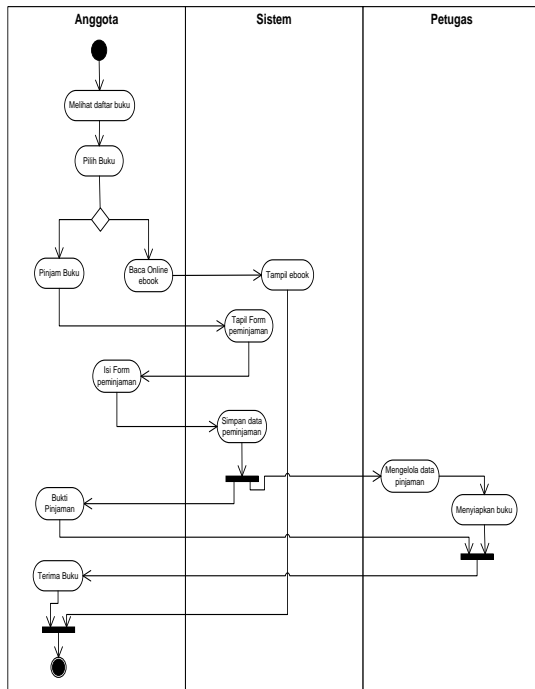 Anggota
Sistem
Petugas
Melihat daftar buku
Pilih Buku
Pinjam Buku
Baca Online
ebook
Tampil ebook
Tapil Form
peminjaman
Isi Form
peminjaman
Simpan data
peminjaman
Mengelola data
pinjaman
Bukti
Pinjaman
Menyiapkan buku
Terima Buku